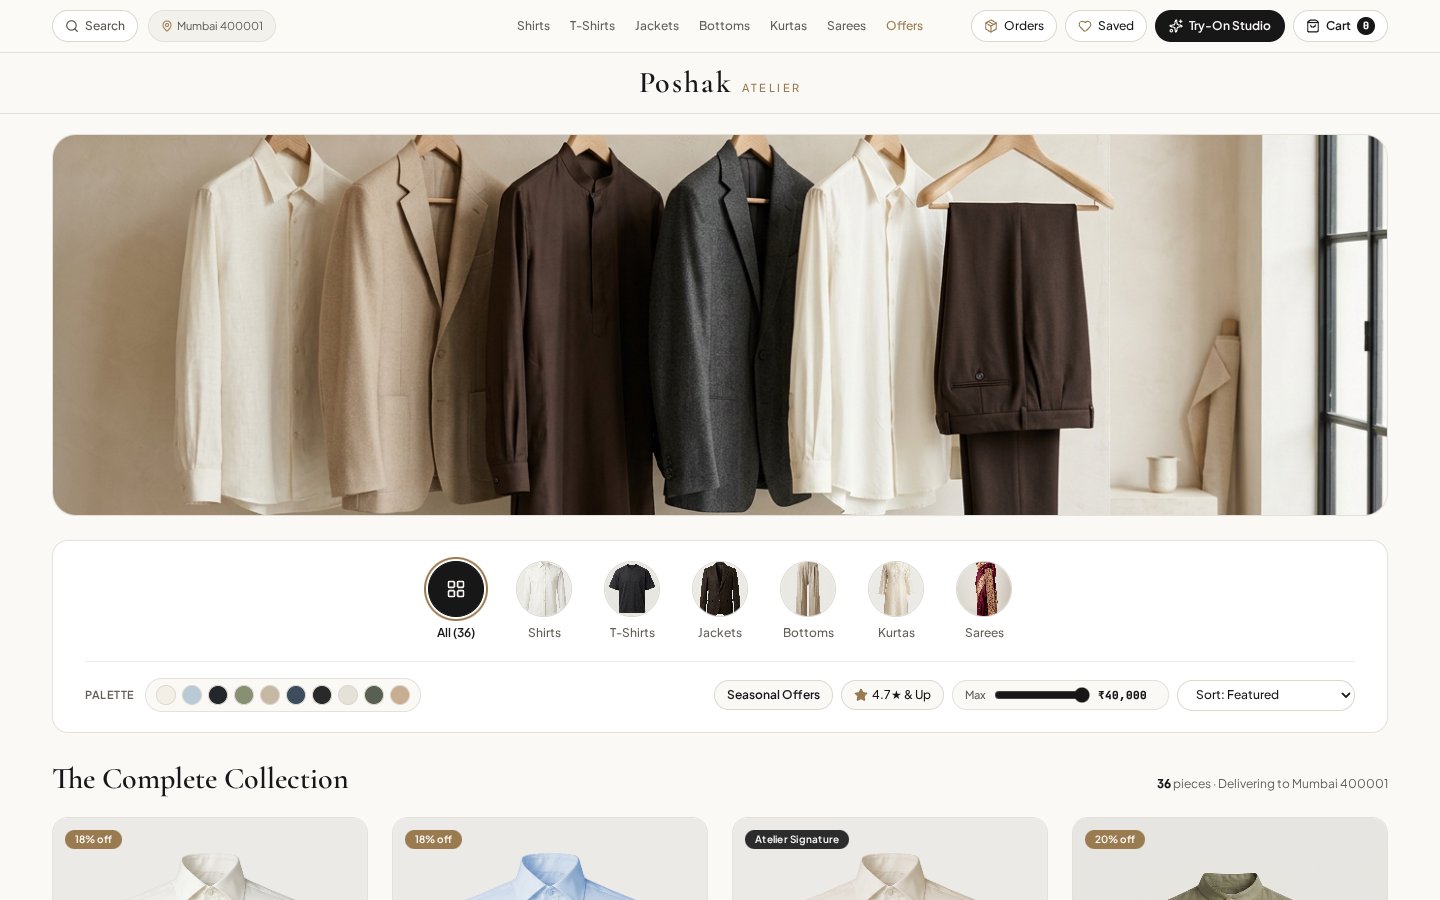 Search
Mumbai 400001
Shirts
T-Shirts
Jackets
Bottoms
Kurtas
Sarees
Offers
Orders
Saved
Try-On Studio
Cart 0
Poshak ATELIER
All (36)
Shirts
T-Shirts
Jackets
Bottoms
Kurtas
Sarees
PALETTE
Seasonal Offers
4.7★ & Up
Max ₹40,000
Sort: Featured
The Complete Collection
36 pieces · Delivering to Mumbai 400001
18% off
18% off
Atelier Signature
20% off